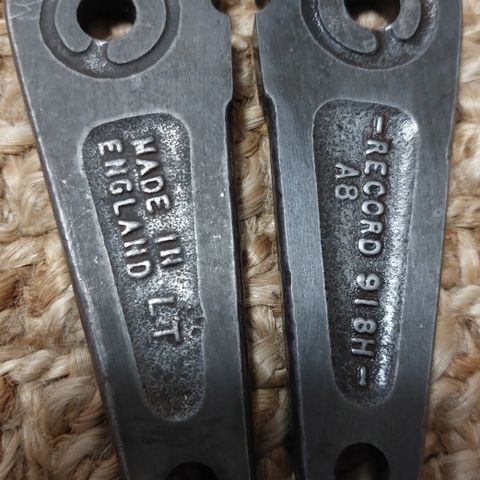 MADE IN LT
ENGLAND
-RECORD 918H-
A8